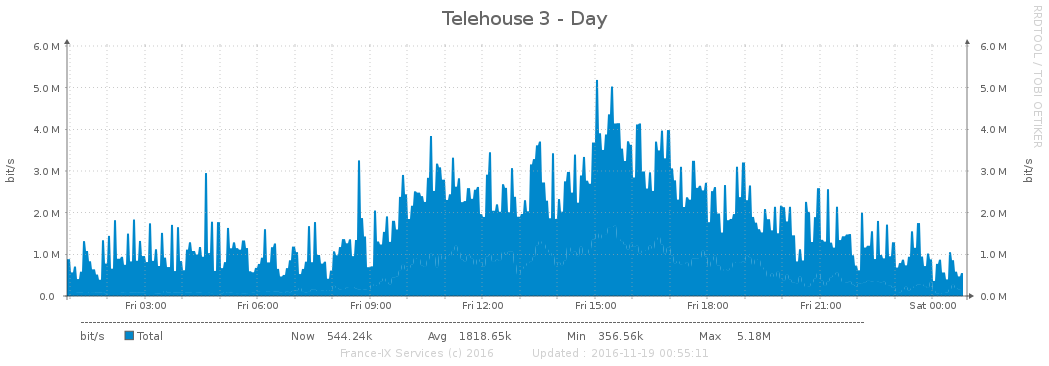 Telehouse 3 - Day
RRDTOOL / TOBI OETIKER
6.0 M 6.0 M
5.0 M 5.0 M
4.0 M 4.0 M
bit/s 3.0 M 3.0 M bit/s
2.0 M 2.0 M
1.0 M 1.0 M
0.0 0.0 M
Fri 03:00 Fri 06:00 Fri 09:00 Fri 12:00 Fri 15:00 Fri 18:00 Fri 21:00 Sat 00:00
bit/s Total Now 544.24k Avg 1818.65k Min 356.56k Max 5.18M
France-IX Services (c) 2016 Updated : 2016-11-19 00:55:11